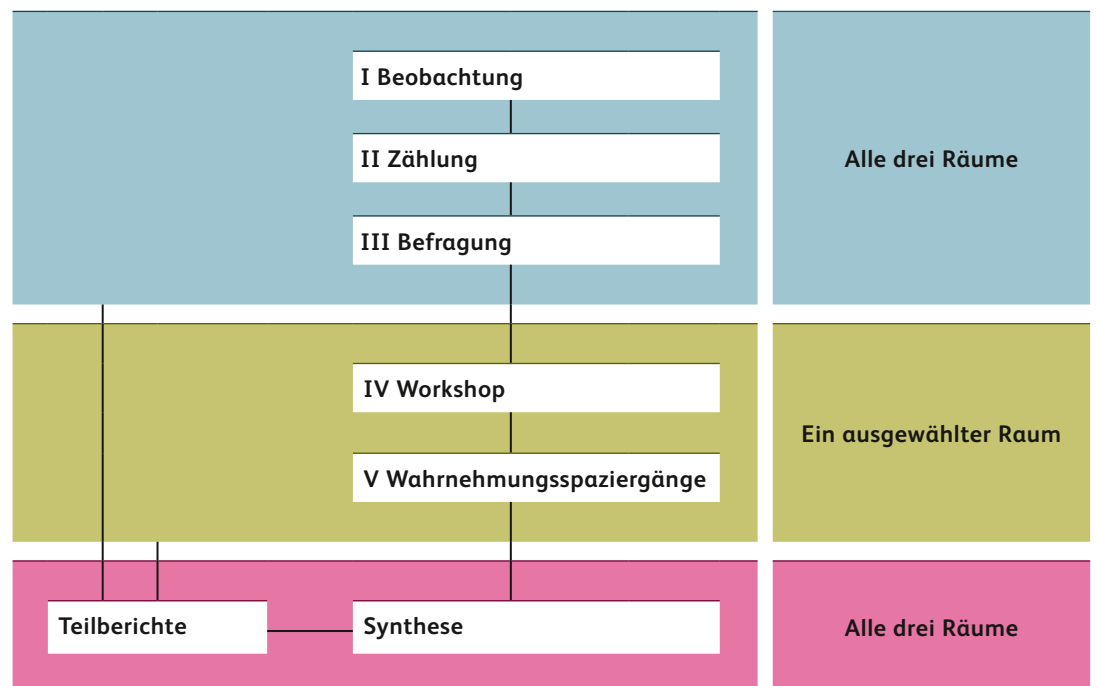 I Beobachtung
II Zählung
III Befragung
Alle drei Räume
IV Workshop
V Wahrnehmungsspaziergänge
Ein ausgewählter Raum
Teilberichte
Synthese
Alle drei Räume